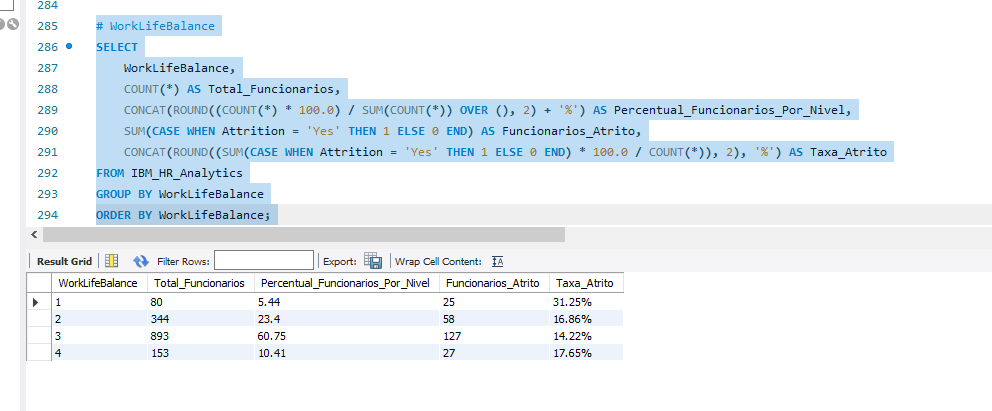 284
285 # WorkLifeBalance
286 SELECT
287 WorkLifeBalance,
288 COUNT(*) AS Total_Funcionarios,
289 CONCAT(ROUND((COUNT(*) * 100.0) / SUM(COUNT(*)) OVER (), 2) + '%') AS Percentual_Funcionarios_Por_Nivel,
290 SUM(CASE WHEN Attrition = 'Yes' THEN 1 ELSE 0 END) AS Funcionarios_Atrito,
291 CONCAT(ROUND((SUM(CASE WHEN Attrition = 'Yes' THEN 1 ELSE 0 END) * 100.0 / COUNT(*)), 2), '%') AS Taxa_Atrito
292 FROM IBM_HR_Analytics
293 GROUP BY WorkLifeBalance
294 ORDER BY WorkLifeBalance;
Result Grid Filter Rows: Export: Wrap Cell Content:
WorkLifeBalance Total_Funcionarios Percentual_Funcionarios_Por_Nivel Funcionarios_Atrito Taxa_Atrito
1 80 5.44 25 31.25%
2 344 23.4 58 16.86%
3 893 60.75 127 14.22%
4 153 10.41 27 17.65%